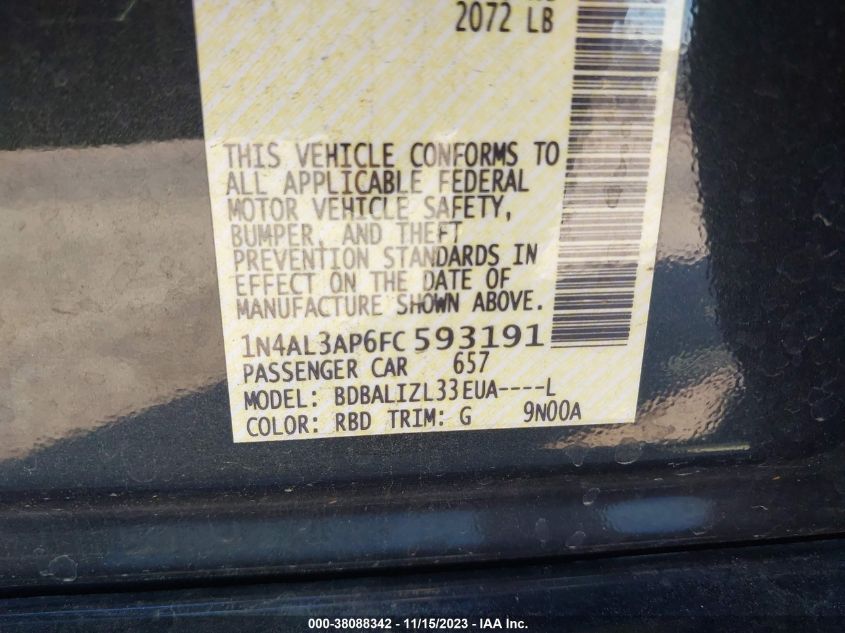 2072 LB
THIS VEHICLE CONFORMS TO
ALL APPLICABLE FEDERAL
MOTOR VEHICLE SAFETY,
BUMPER, AND THEFT
PREVENTION STANDARDS IN
EFFECT ON THE DATE OF
MANUFACTURE SHOWN ABOVE.
1N4AL3AP6FC 593191
PASSENGER CAR 657
MODEL: BDBALIZL33EUA----L
COLOR: RBD TRIM: G 9N00A
000-38088342 - 11/15/2023 - IAA Inc.